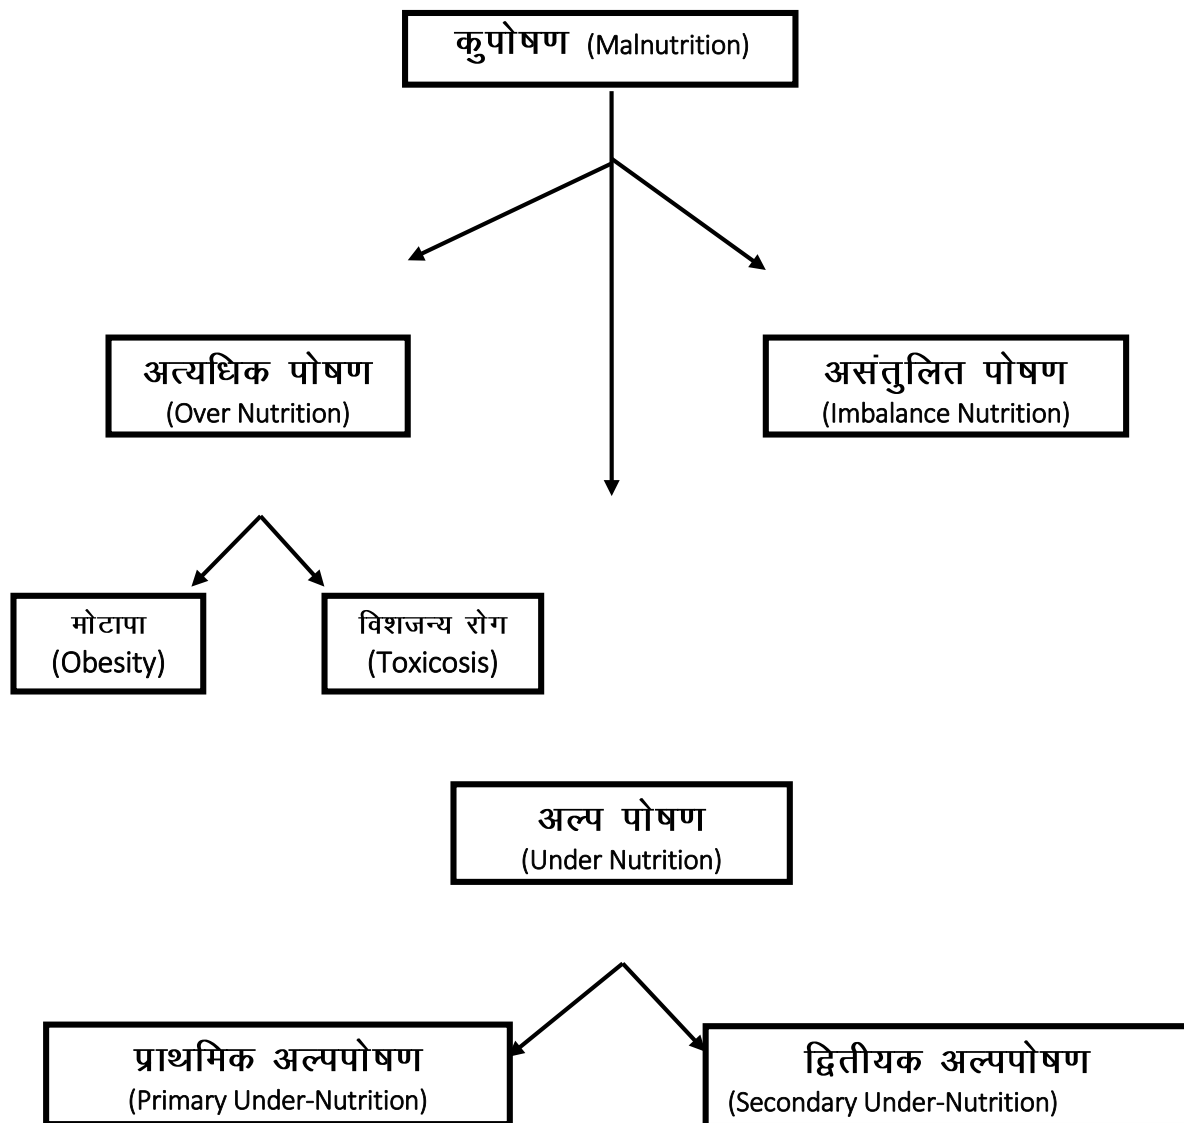 कुपोषण (Malnutrition)
अत्यधिक पोषण
(Over Nutrition)
असंतुलित पोषण
(Imbalance Nutrition)
मोटापा
(Obesity)
विशजन्य रोग
(Toxicosis)
अल्प पोषण
(Under Nutrition)
प्राथमिक अल्पपोषण
(Primary Under-Nutrition)
द्वितीयक अल्पपोषण
(Secondary Under-Nutrition)